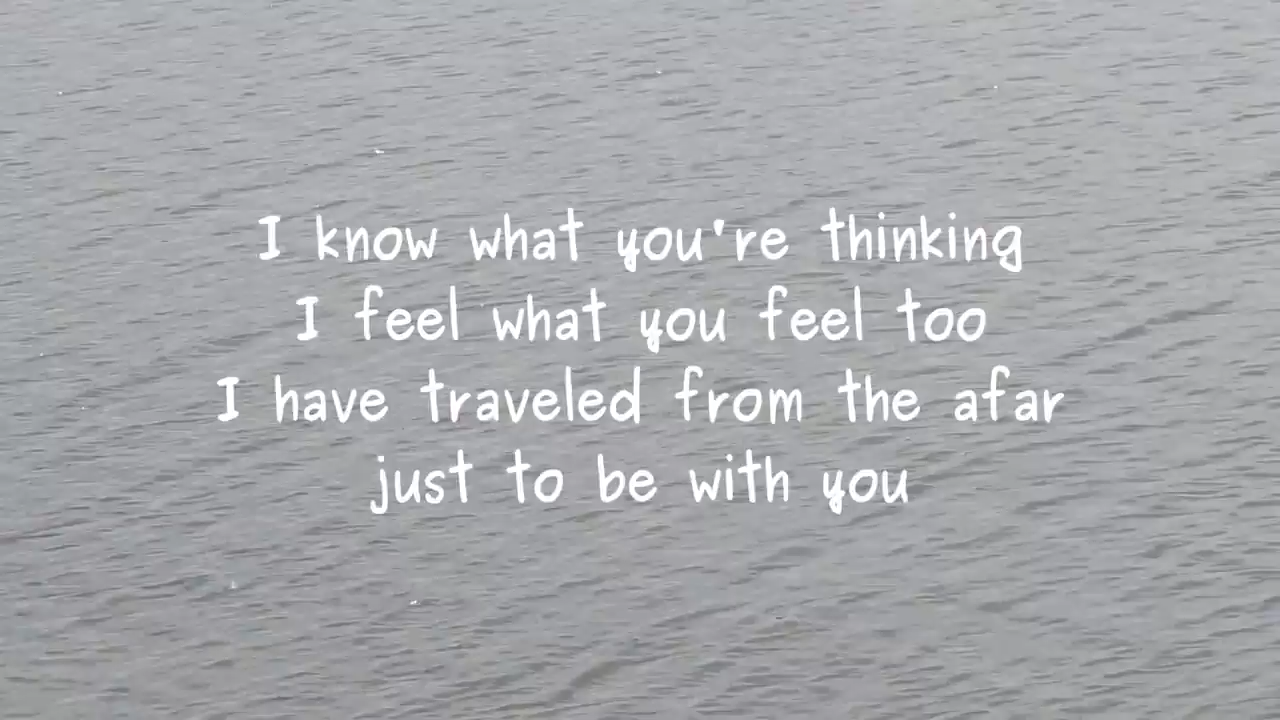 I know what you're thinking
I feel what you feel too
I have traveled from the afar
just to be with you